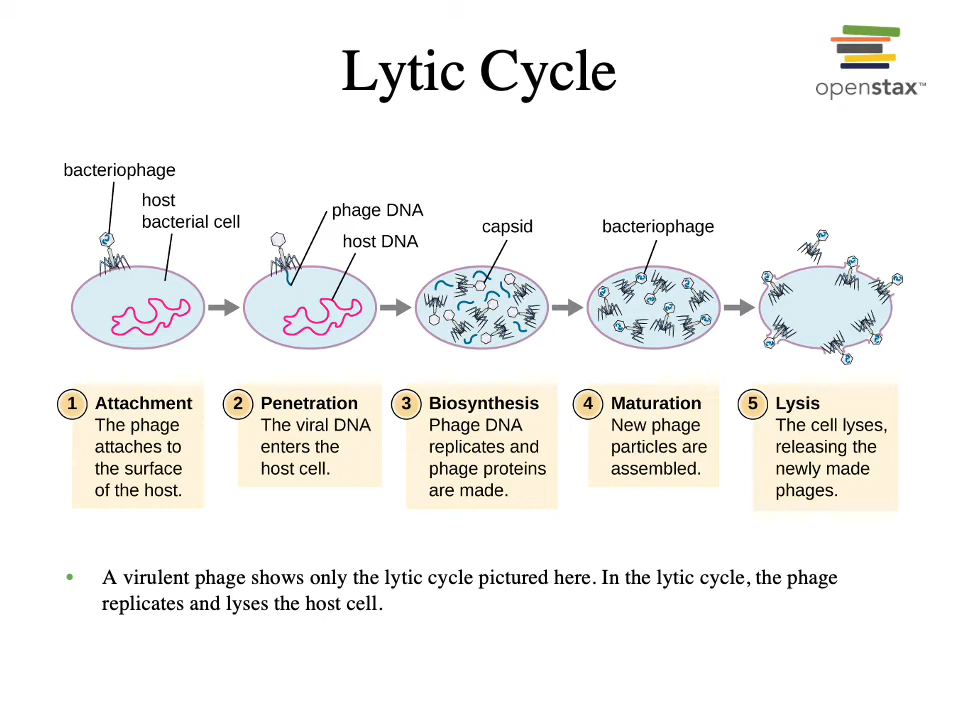 Lytic Cycle
openstax™
bacteriophage
host
bacterial cell
phage DNA
host DNA
capsid
bacteriophage
1 Attachment
The phage
attaches to
the surface
of the host.
2 Penetration
The viral DNA
enters the
host cell.
3 Biosynthesis
Phage DNA
replicates and
phage proteins
are made.
4 Maturation
New phage
particles are
assembled.
5 Lysis
The cell lyses,
releasing the
newly made
phages.
• A virulent phage shows only the lytic cycle pictured here. In the lytic cycle, the phage
replicates and lyses the host cell.